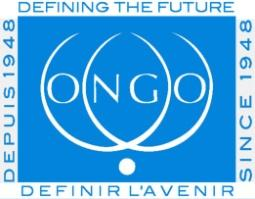 DEFINING THE FUTURE
DEPUIS 1948
ONGO
SINCE 1948
DEFINIR L'AVENIR